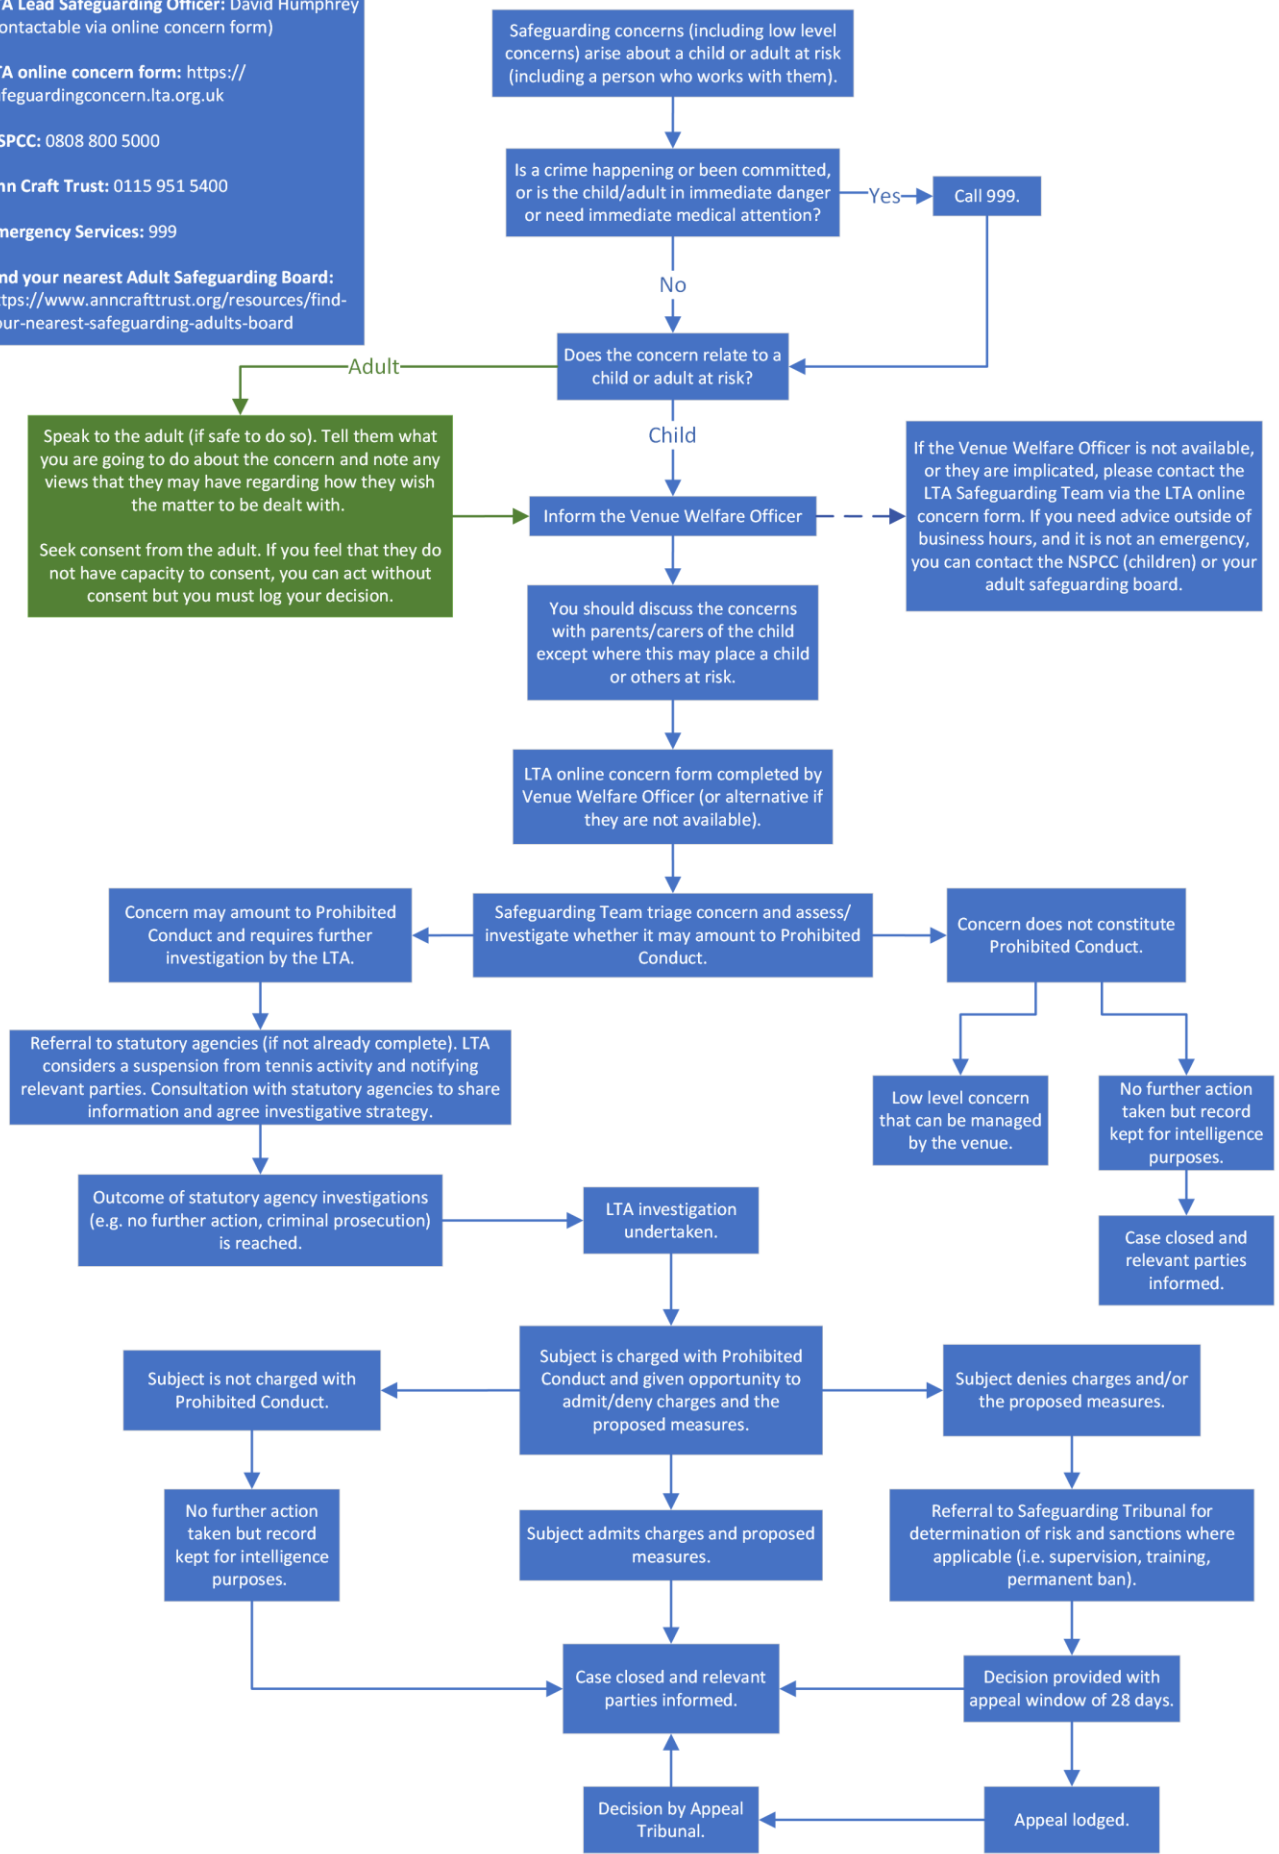 TA Lead Safeguarding Officer: David Humphrey
ontactable via online concern form)
TA online concern form: https://
afeguardingconcern.lta.org.uk
SPCC: 0808 800 5000
nn Craft Trust: 0115 951 5400
mergency Services: 999
nd your nearest Adult Safeguarding Board:
ttps://www.anncrafttrust.org/resources/find-
our-nearest-safeguarding-adults-board
Safeguarding concerns (including low level
concerns) arise about a child or adult at risk
(including a person who works with them).
Is a crime happening or been committed,
or is the child/adult in immediate danger
or need immediate medical attention?
Yes
Call 999.
No
Does the concern relate to a
child or adult at risk?
Adult
Child
Speak to the adult (if safe to do so). Tell them what
you are going to do about the concern and note any
views that they may have regarding how they wish
the matter to be dealt with.
Seek consent from the adult. If you feel that they do
not have capacity to consent, you can act without
consent but you must log your decision.
Inform the Venue Welfare Officer
If the Venue Welfare Officer is not available,
or they are implicated, please contact the
LTA Safeguarding Team via the LTA online
concern form. If you need advice outside of
business hours, and it is not an emergency,
you can contact the NSPCC (children) or your
adult safeguarding board.
You should discuss the concerns
with parents/carers of the child
except where this may place a child
or others at risk.
LTA online concern form completed by
Venue Welfare Officer (or alternative if
they are not available).
Safeguarding Team triage concern and assess/
investigate whether it may amount to Prohibited
Conduct.
Concern may amount to Prohibited
Conduct and requires further
investigation by the LTA.
Concern does not constitute
Prohibited Conduct.
Referral to statutory agencies (if not already complete). LTA
considers a suspension from tennis activity and notifying
relevant parties. Consultation with statutory agencies to share
information and agree investigative strategy.
Low level concern
that can be managed
by the venue.
No further action
taken but record
kept for intelligence
purposes.
Outcome of statutory agency investigations
(e.g. no further action, criminal prosecution)
is reached.
LTA investigation
undertaken.
Case closed and
relevant parties
informed.
Subject is not charged with
Prohibited Conduct.
Subject is charged with Prohibited
Conduct and given opportunity to
admit/deny charges and the
proposed measures.
Subject denies charges and/or
the proposed measures.
No further action
taken but record
kept for intelligence
purposes.
Subject admits charges and proposed
measures.
Referral to Safeguarding Tribunal for
determination of risk and sanctions where
applicable (i.e. supervision, training,
permanent ban).
Case closed and relevant
parties informed.
Decision provided with
appeal window of 28 days.
Decision by Appeal
Tribunal.
Appeal lodged.